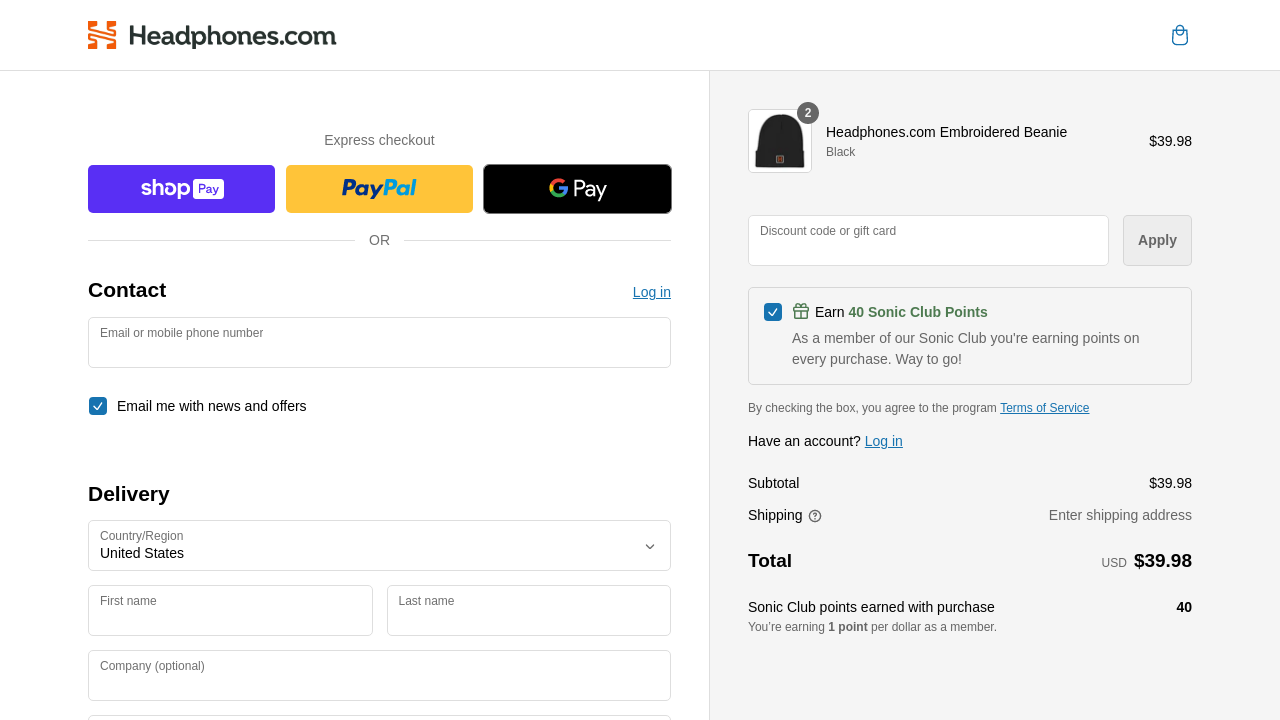 Headphones.com
Express checkout
shop Pay
PayPal
G Pay
OR
Contact
Log in
Email or mobile phone number
Email me with news and offers
Delivery
Country/Region
United States
First name
Last name
Company (optional)
2
Headphones.com Embroidered Beanie
Black
$39.98
Discount code or gift card
Apply
Earn 40 Sonic Club Points
As a member of our Sonic Club you're earning points on
every purchase. Way to go!
By checking the box, you agree to the program Terms of Service
Have an account? Log in
Subtotal $39.98
Shipping Enter shipping address
Total USD $39.98
Sonic Club points earned with purchase 40
You’re earning 1 point per dollar as a member.